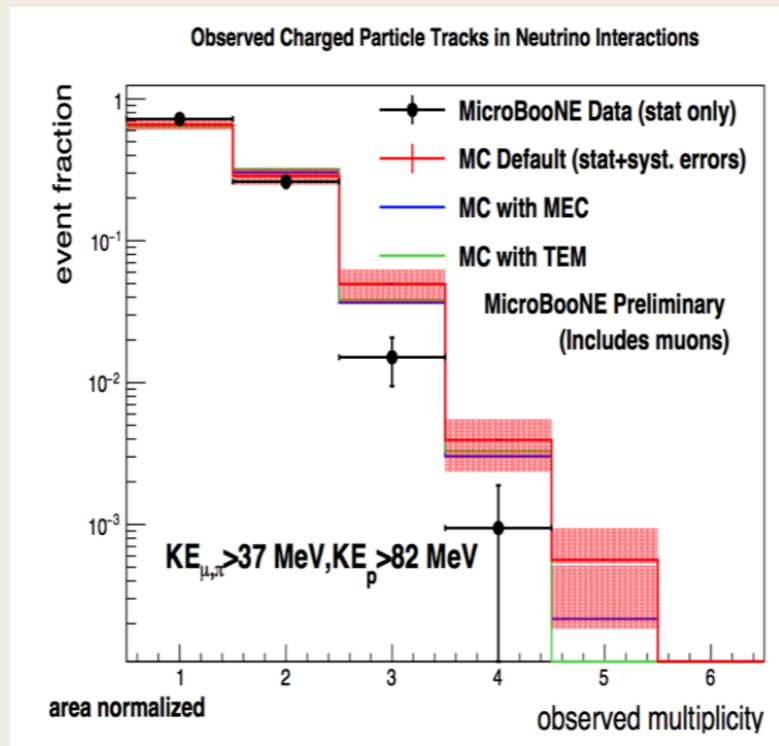 Observed Charged Particle Tracks in Neutrino Interactions
event fraction
1
10⁻¹
10⁻²
10⁻³
MicroBooNE Data (stat only)
MC Default (stat+syst. errors)
MC with MEC
MC with TEM
MicroBooNE Preliminary
(Includes muons)
KE_μ,π>37 MeV,KE_p>82 MeV
1 2 3 4 5 6
area normalized
observed multiplicity